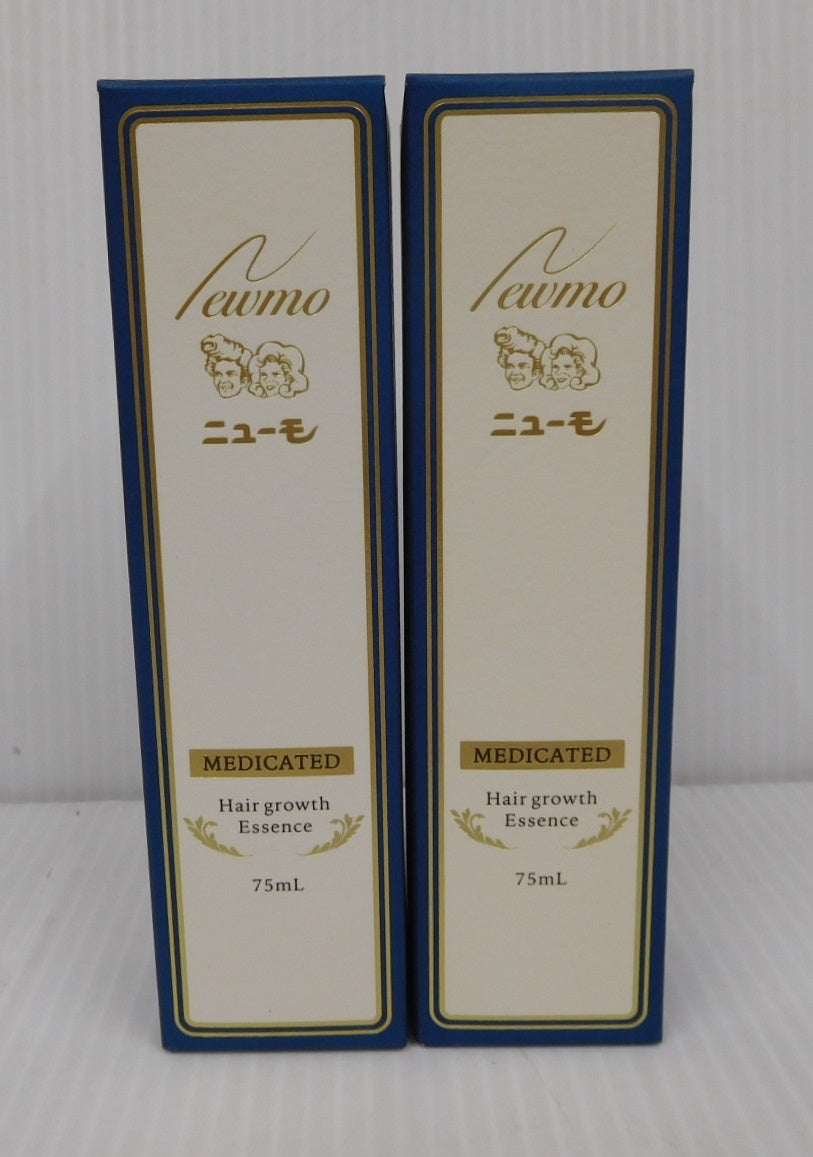 Newmo
ニューモ
MEDICATED
Hair growth
Essence
75mL
Newmo
ニューモ
MEDICATED
Hair growth
Essence
75mL